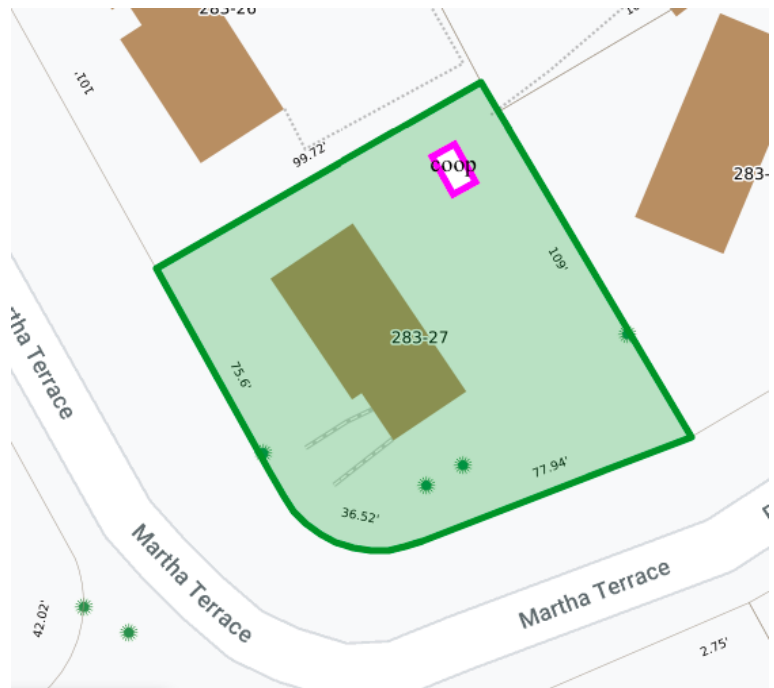 283-26
101'
99.72'
coop
283-
109'
283-27
75.6'
tha Terrace
77.94'
36.52'
Martha Terrace
Martha Terrace
42.02'
2.75'